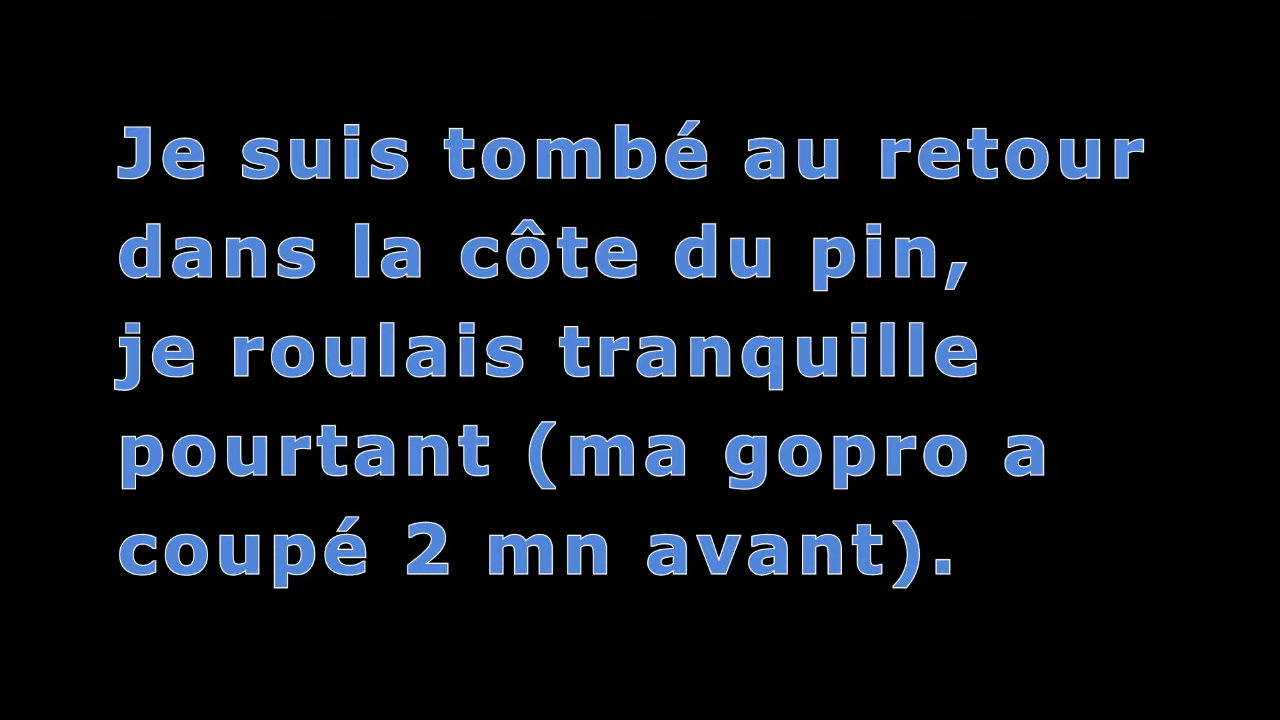 Je suis tombé au retour
dans la côte du pin,
je roulais tranquille
pourtant (ma gopro a
coupé 2 mn avant).